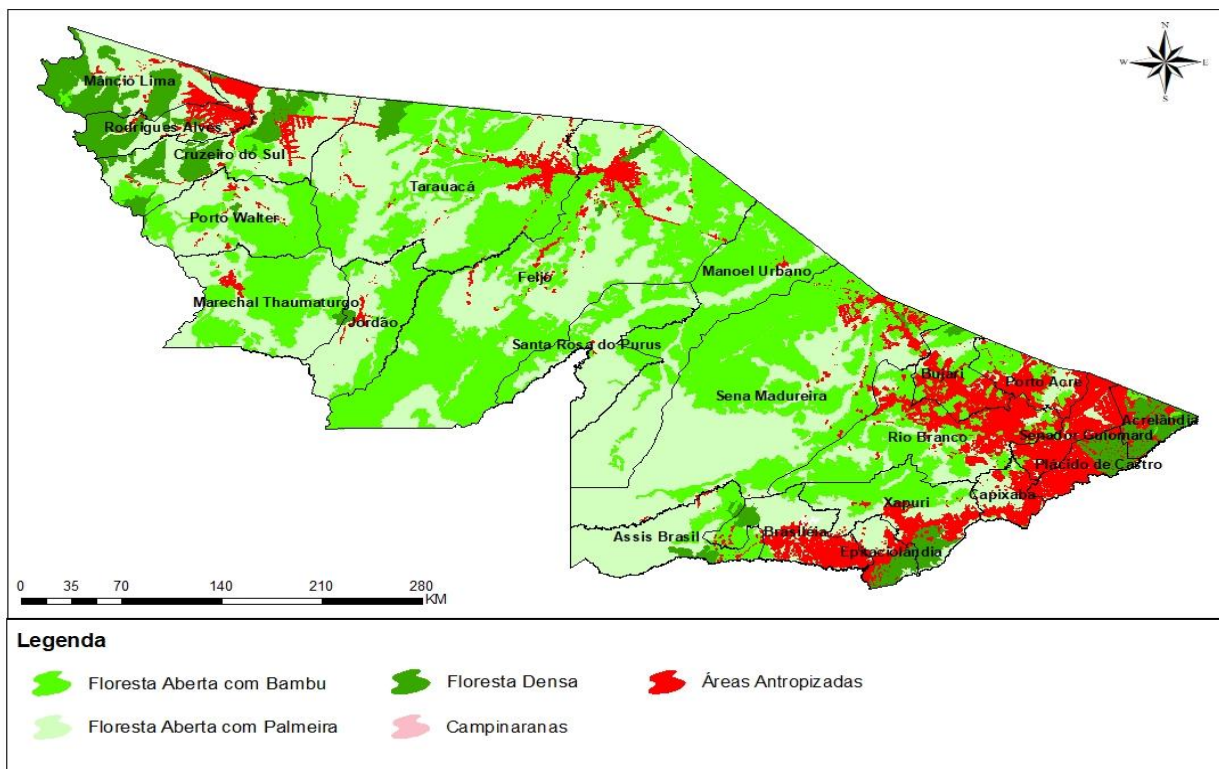 N
W E
S
Mâncio Lima
Rodrigues Alves
Cruzeiro do Sul
Tarauacá
Porto Walter
Feijó
Manoel Urbano
Marechal Thaumaturgo
Jordão
Santa Rosa do Purus
Sena Madureira
Bujari
Porto Acre
Acrelândia
Rio Branco
Senador Guiomard
Plácido de Castro
Capixaba
Xapuri
Assis Brasil
Brasiléia
Epitaciolândia
0 35 70 140 210 280
KM
Legenda
Floresta Aberta com Bambu
Floresta Densa
Áreas Antropizadas
Floresta Aberta com Palmeira
Campinaranas